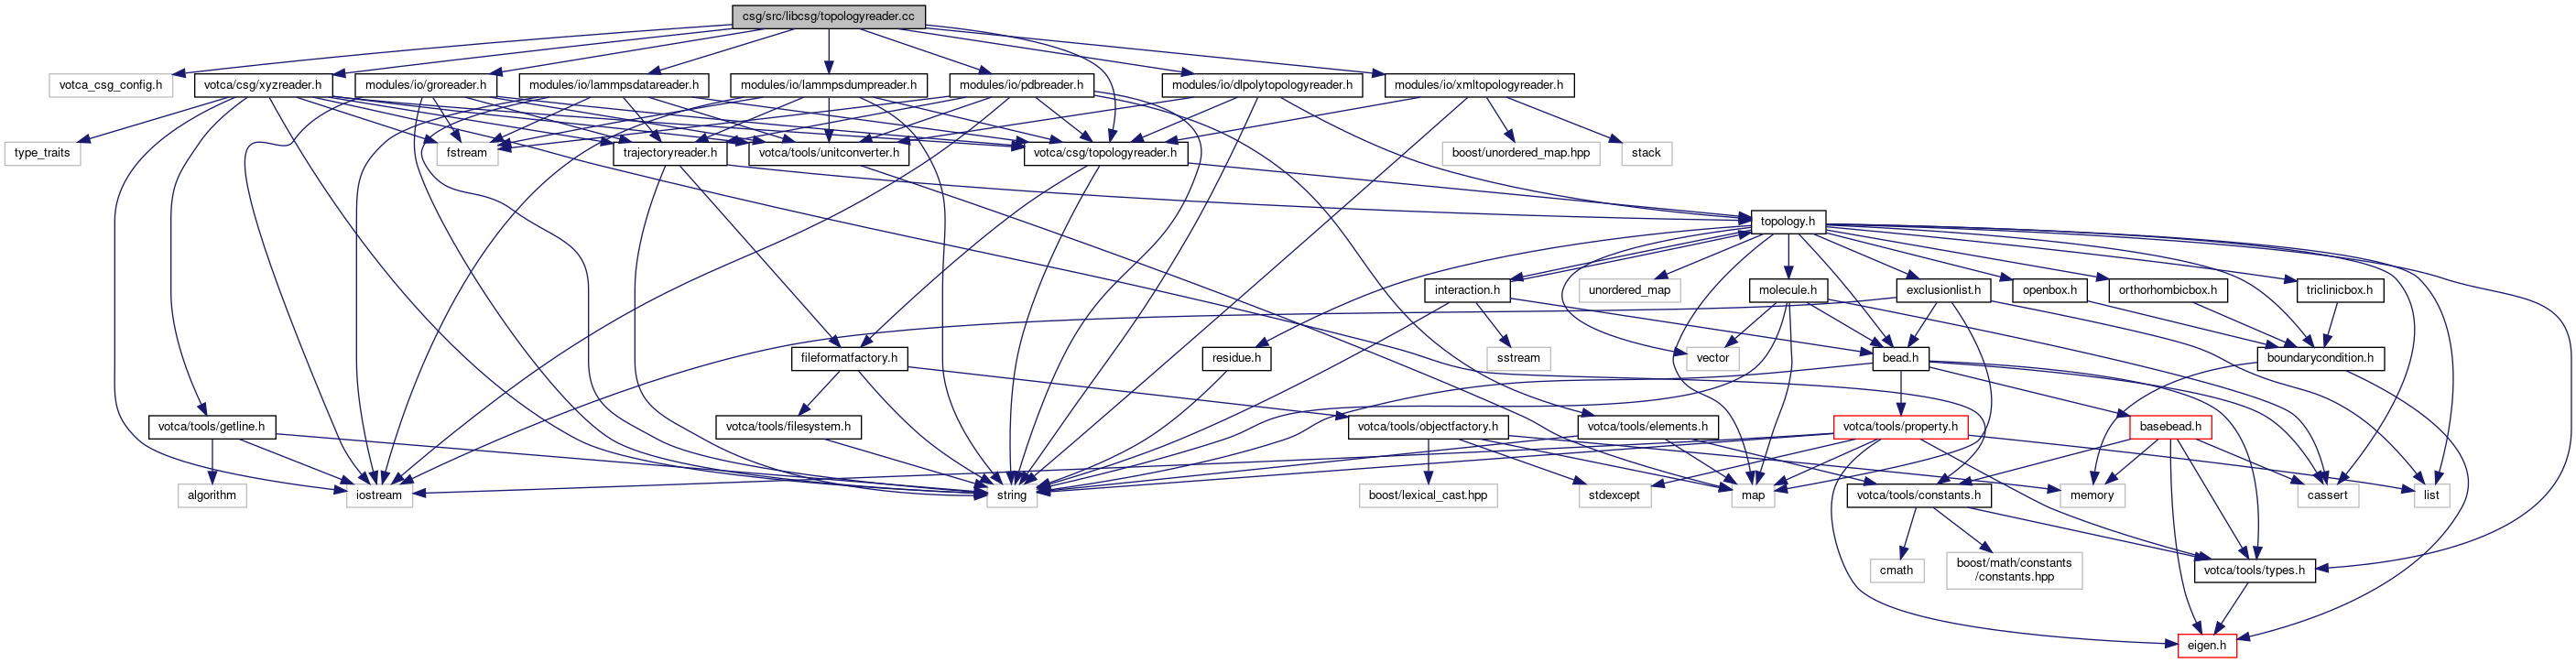 csg/src/libcsg/topologyreader.cc
votca_csg_config.h
votca/csg/xyzreader.h
modules/io/groreader.h
modules/io/lammpsdatareader.h
modules/io/lammpsdumpreader.h
modules/io/pdbreader.h
modules/io/dlpolytopologyreader.h
modules/io/xmltopologyreader.h
type_traits
fstream
trajectoryreader.h
votca/tools/unitconverter.h
votca/csg/topologyreader.h
boost/unordered_map.hpp
stack
topology.h
interaction.h
unordered_map
molecule.h
exclusionlist.h
openbox.h
orthorhombicbox.h
triclinicbox.h
fileformatfactory.h
residue.h
sstream
vector
bead.h
boundarycondition.h
votca/tools/getline.h
votca/tools/filesystem.h
votca/tools/objectfactory.h
votca/tools/elements.h
votca/tools/property.h
basebead.h
algorithm
iostream
string
boost/lexical_cast.hpp
stdexcept
map
votca/tools/constants.h
memory
cassert
list
cmath
boost/math/constants
/constants.hpp
votca/tools/types.h
eigen.h